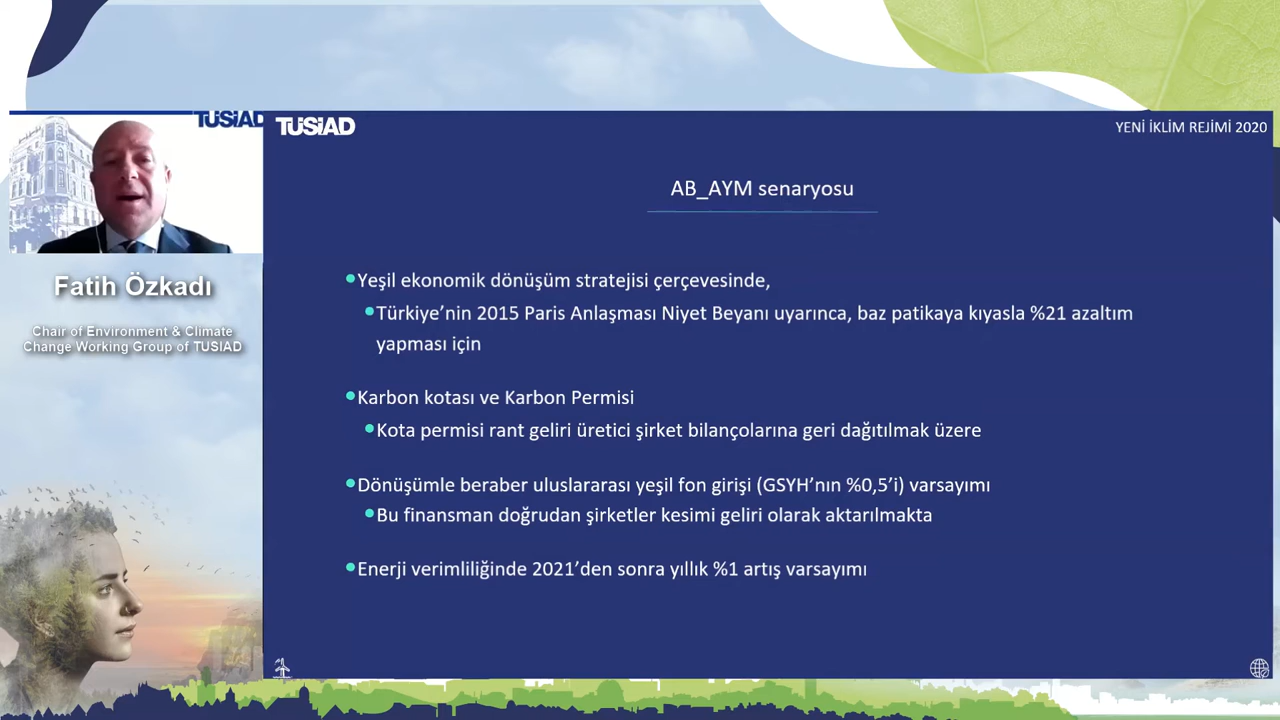 TÜSİAD
TÜSİAD
YENİ İKLİM REJİMİ 2020
AB_AYM senaryosu
Fatih Özkadı
Chair of Environment & Climate
Change Working Group of TUSIAD
•Yeşil ekonomik dönüşüm stratejisi çerçevesinde,
•Türkiye’nin 2015 Paris Anlaşması Niyet Beyanı uyarınca, baz patikaya kıyasla %21 azaltım
yapması için
•Karbon kotası ve Karbon Permisi
•Kota permisi rant geliri üretici şirket bilançolarına geri dağıtılmak üzere
•Dönüşümle beraber uluslararası yeşil fon girişi (GSYH’nın %0,5’i) varsayımı
•Bu finansman doğrudan şirketler kesimi geliri olarak aktarılmakta
•Enerji verimliliğinde 2021’den sonra yıllık %1 artış varsayımı